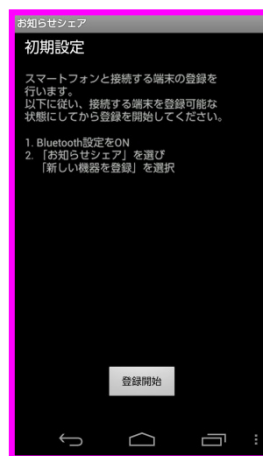 お知らせシェア
初期設定
スマートフォンと接続する端末の登録を
行います。
以下に従い、接続する端末を登録可能な
状態にしてから登録を開始してください。
1. Bluetooth設定をON
2. 「お知らせシェア」を選び
「新しい機器を登録」を選択
登録開始